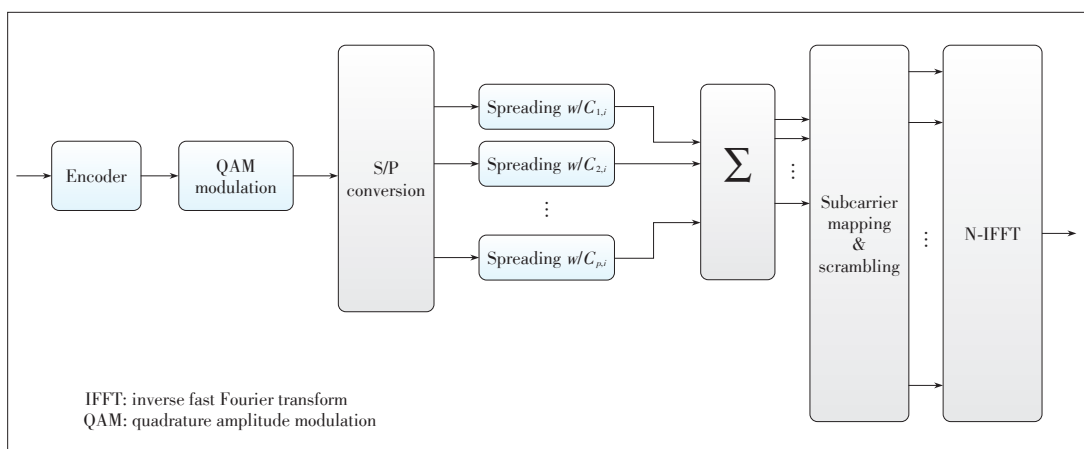 Encoder
QAM
modulation
S/P
conversion
Spreading w/C1,i
Spreading w/C2,i
⋮
Spreading w/Cp,i
Σ
⋮
Subcarrier
mapping
&
scrambling
⋮
N-IFFT
IFFT: inverse fast Fourier transform
QAM: quadrature amplitude modulation